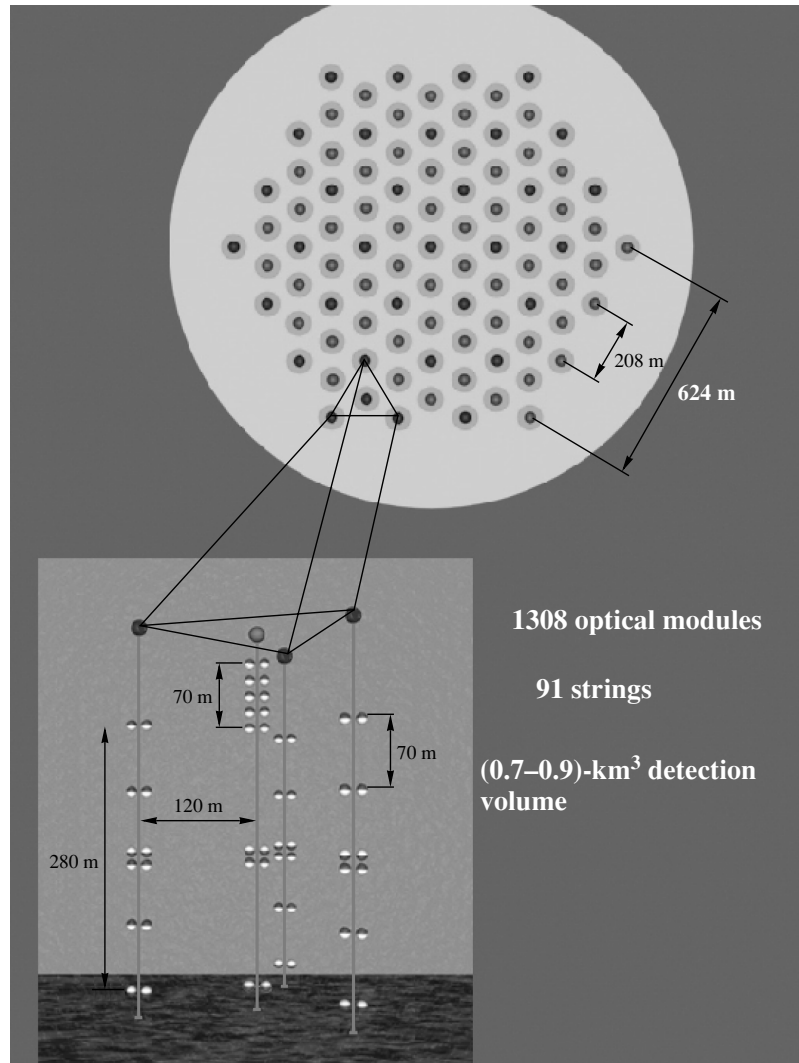 208 m
624 m
1308 optical modules
91 strings
(0.7–0.9)-km³ detection
volume
70 m
70 m
120 m
280 m